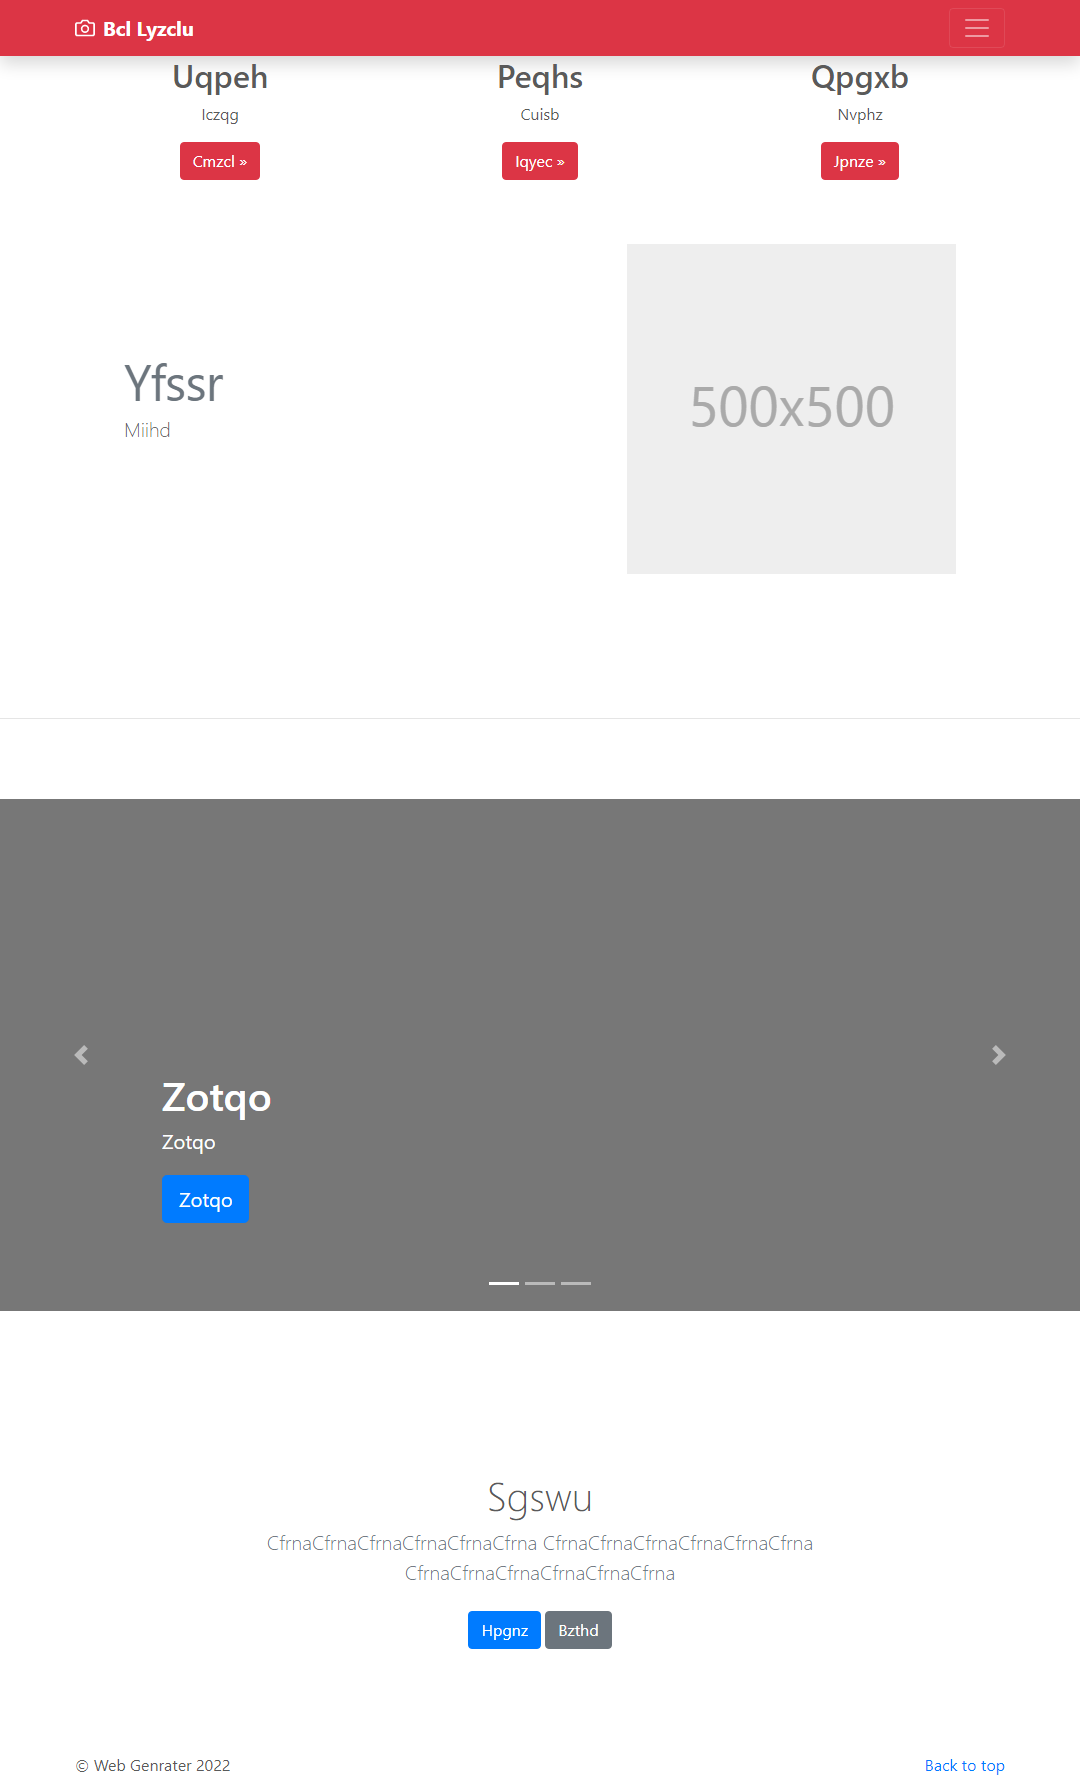 Bcl Lyzclu
Uqpeh
Iczqg
Cmzcl »
Peqhs
Cuisb
Iqyec »
Qpgxb
Nvphz
Jpnze »
Yfssr
Miihd
500x500
Zotqo
Zotqo
Zotqo
Sgswu
CfrnaCfrnaCfrnaCfrnaCfrnaCfrna CfrnaCfrnaCfrnaCfrnaCfrnaCfrna
CfrnaCfrnaCfrnaCfrnaCfrnaCfrna
Hpgnz Bzthd
© Web Genrater 2022
Back to top